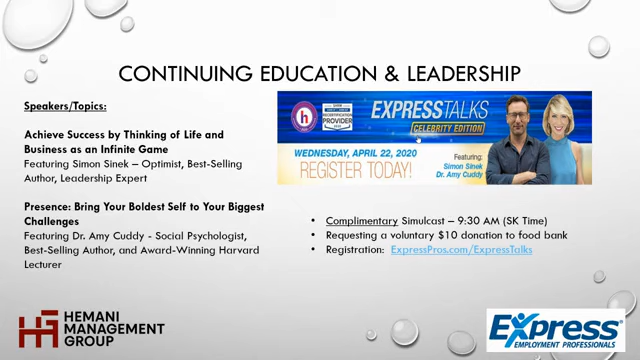 CONTINUING EDUCATION & LEADERSHIP
Speakers/Topics:
Achieve Success by Thinking of Life and
Business as an Infinite Game
Featuring Simon Sinek – Optimist, Best-Selling
Author, Leadership Expert
Presence: Bring Your Boldest Self to Your Biggest
Challenges
Featuring Dr. Amy Cuddy - Social Psychologist,
Best-Selling Author, and Award-Winning Harvard
Lecturer
h
RECERTIFICATION
PROVIDER
EXPRESSTALKS
CELEBRITY EDITION
WEDNESDAY, APRIL 22, 2020
REGISTER TODAY!
Featuring:
Simon Sinek
Dr. Amy Cuddy
• Complimentary Simulcast – 9:30 AM (SK Time)
• Requesting a voluntary $10 donation to food bank
• Registration: ExpressPros.com/ExpressTalks
HEMANI
MANAGEMENT
GROUP
Express
EMPLOYMENT PROFESSIONALS